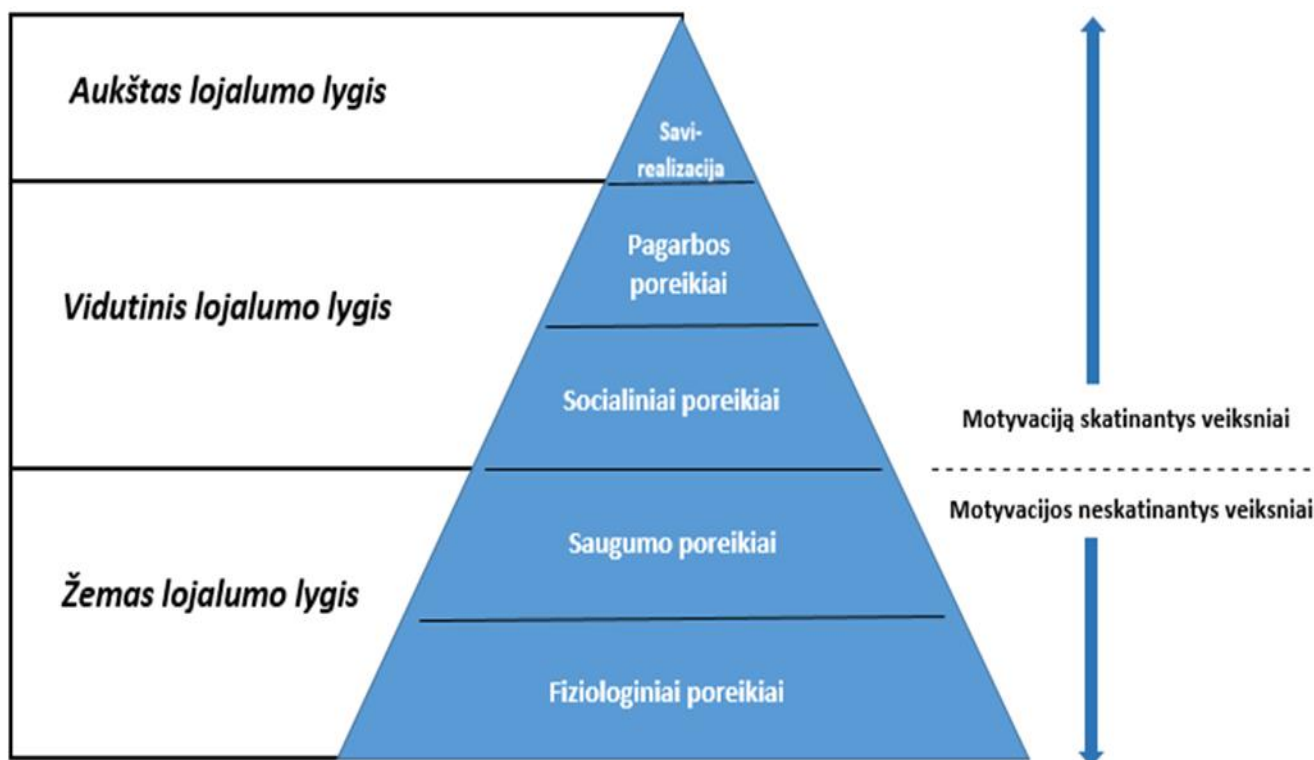 Aukštas lojalumo lygis
Savi-
realizacija
Pagarbos
poreikiai
Vidutinis lojalumo lygis
Socialiniai poreikiai
Motyvaciją skatinantys veiksniai
Motyvacijos neskatinantys veiksniai
Saugumo poreikiai
Žemas lojalumo lygis
Fiziologiniai poreikiai